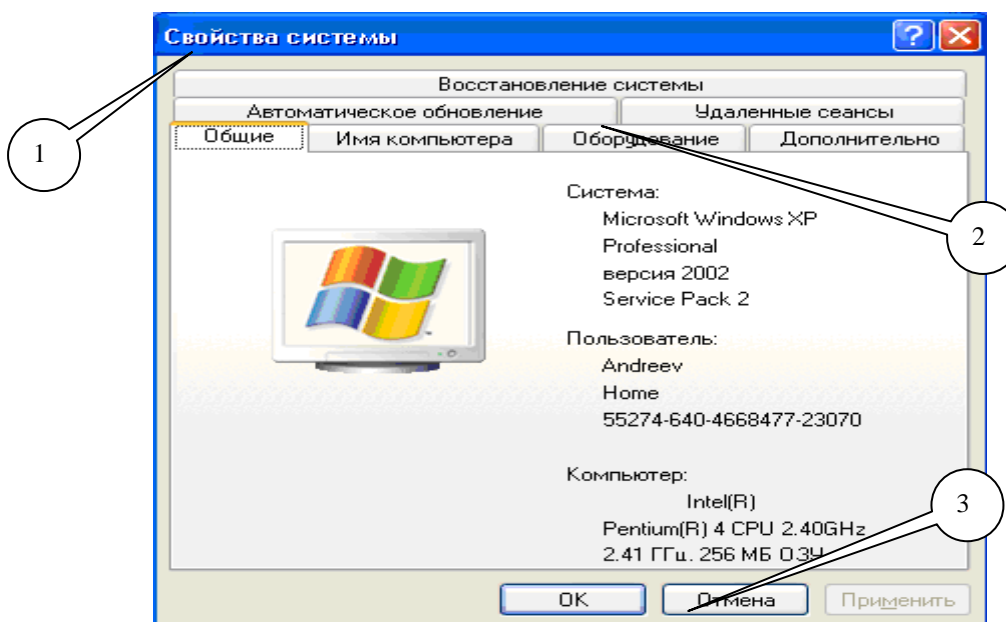 Свойства системы
Восстановление системы
Автоматическое обновление Удаленные сеансы
Общие Имя компьютера Оборудование Дополнительно
1
Система:
Microsoft Windows XP
Professional
версия 2002
Service Pack 2
2
Пользователь:
Andreev
Home
55274-640-4668477-23070
Компьютер:
Intel(R)
Pentium(R) 4 CPU 2.40GHz
2.41 ГГц, 256 МБ ОЗУ
3
OK Отмена Применить